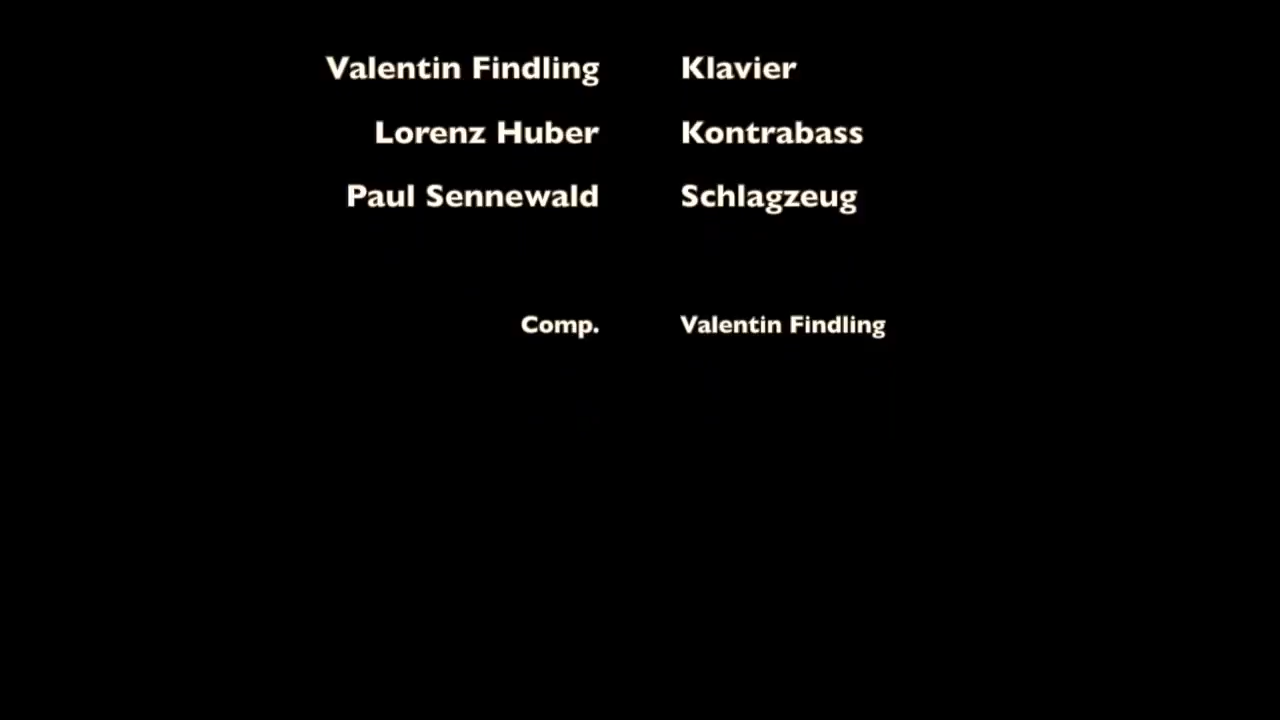 Valentin Findling Klavier
Lorenz Huber Kontrabass
Paul Sennewald Schlagzeug
Comp. Valentin Findling